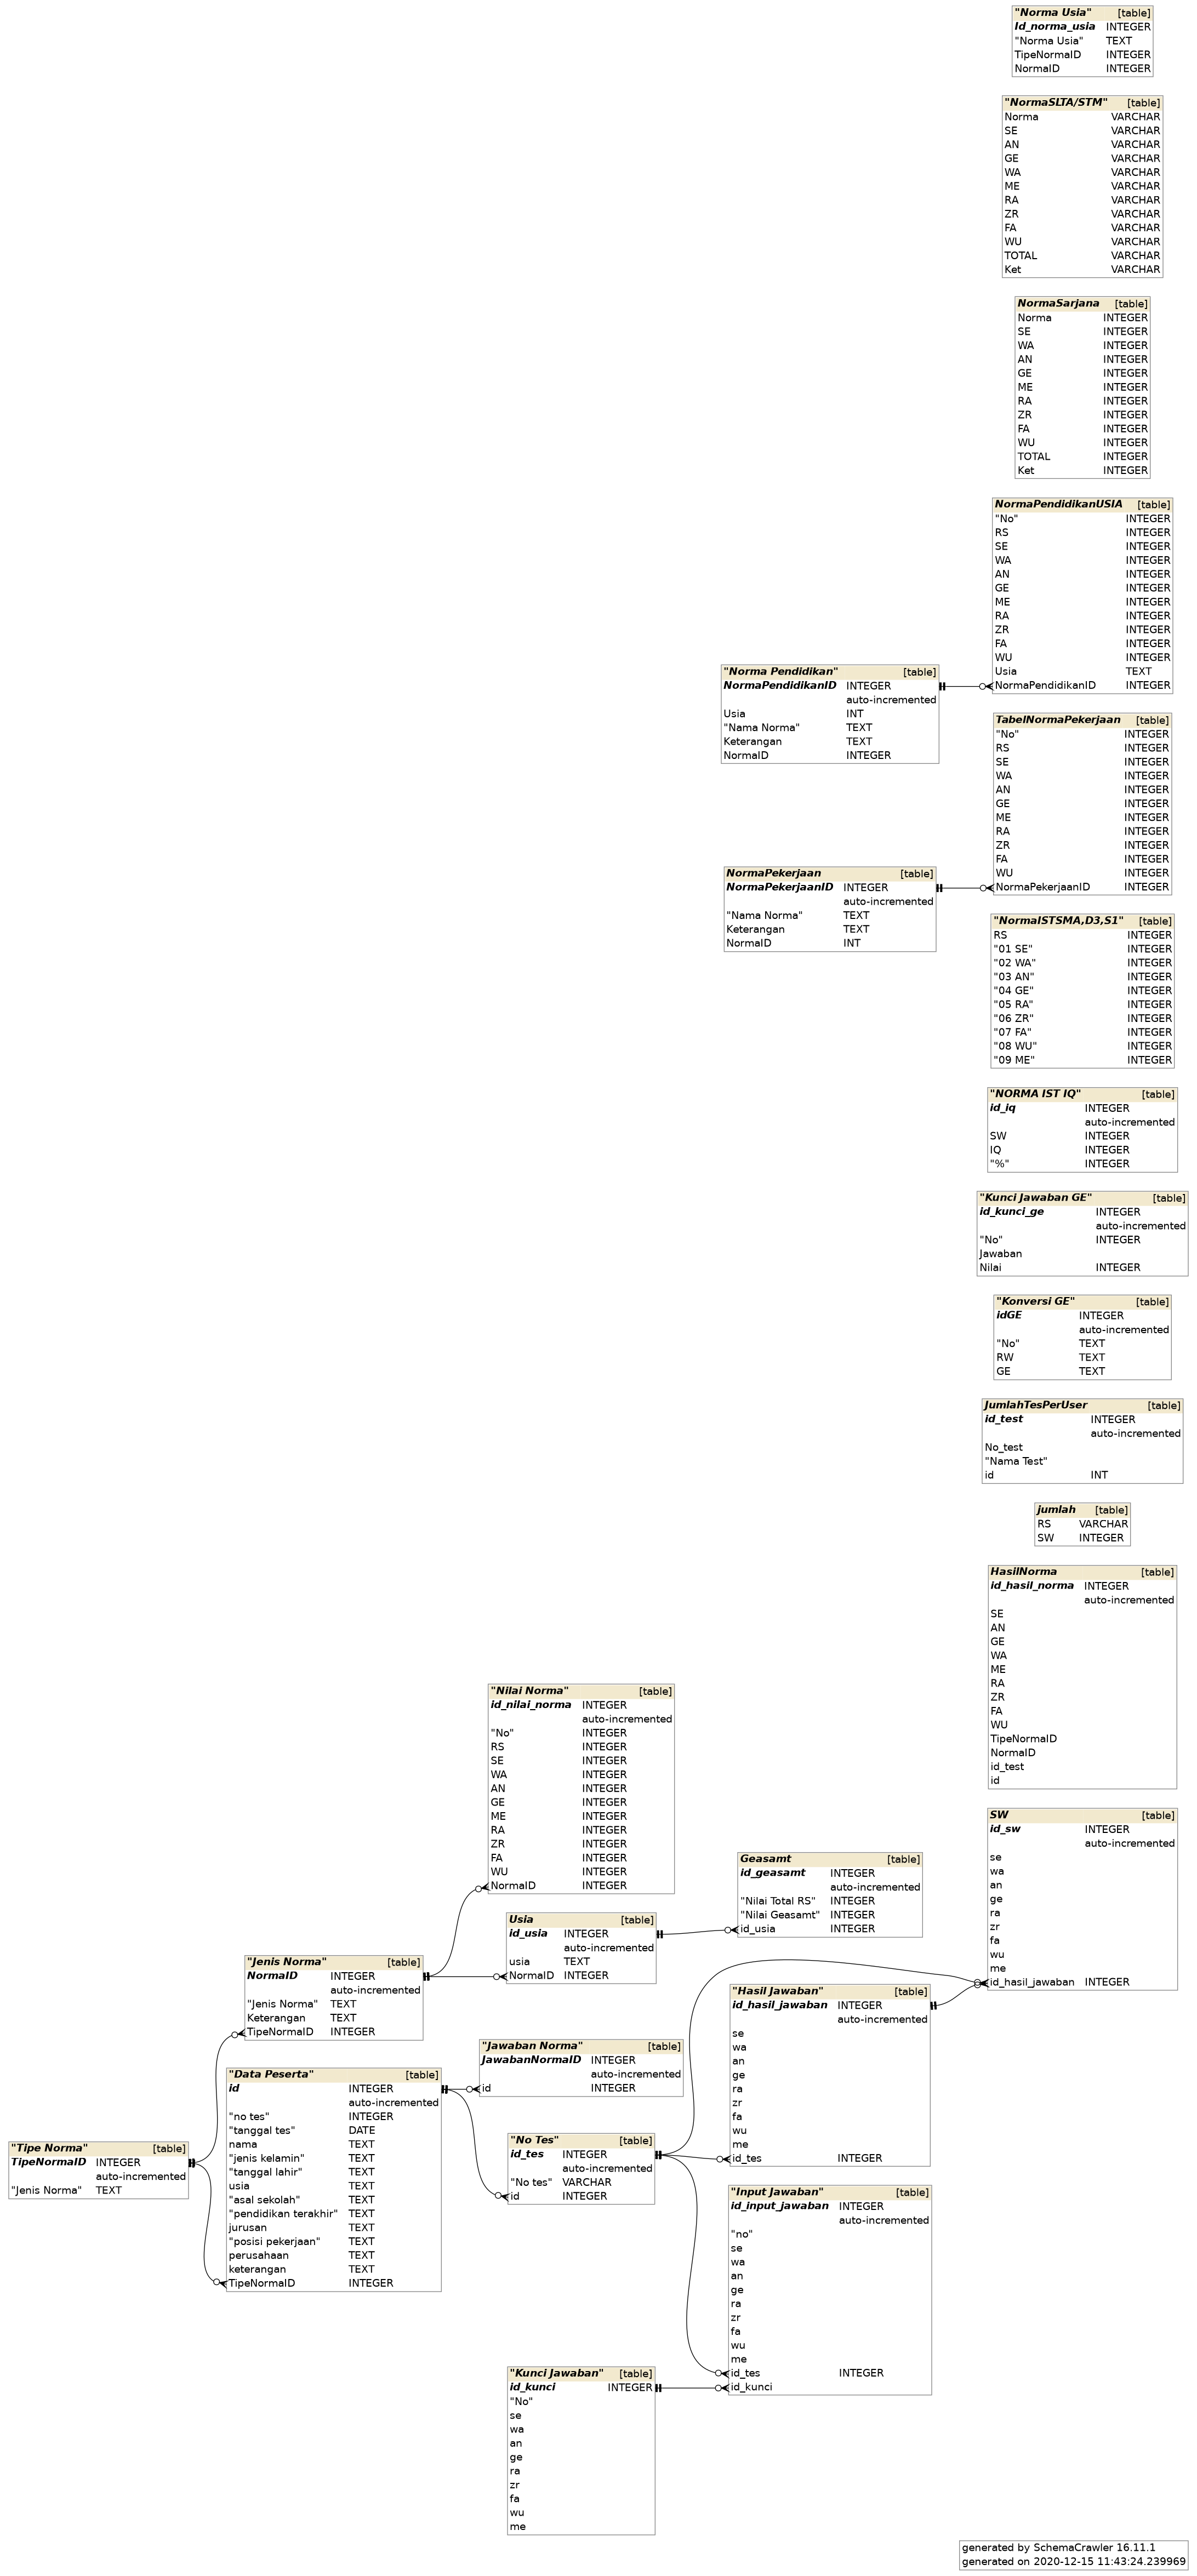 "Norma Usia" [table]
Id_norma_usia INTEGER
"Norma Usia" TEXT
TipeNormaID INTEGER
NormaID INTEGER
"NormaSLTA/STM" [table]
Norma VARCHAR
SE VARCHAR
AN VARCHAR
GE VARCHAR
WA VARCHAR
ME VARCHAR
RA VARCHAR
ZR VARCHAR
FA VARCHAR
WU VARCHAR
TOTAL VARCHAR
Ket VARCHAR
NormaSarjana [table]
Norma INTEGER
SE INTEGER
WA INTEGER
AN INTEGER
GE INTEGER
ME INTEGER
RA INTEGER
ZR INTEGER
FA INTEGER
WU INTEGER
TOTAL INTEGER
Ket INTEGER
NormaPendidikanUSIA [table]
"No" INTEGER
RS INTEGER
SE INTEGER
WA INTEGER
AN INTEGER
GE INTEGER
ME INTEGER
RA INTEGER
ZR INTEGER
FA INTEGER
WU INTEGER
Usia TEXT
NormaPendidikanID INTEGER
"Norma Pendidikan" [table]
NormaPendidikanID INTEGER
auto-incremented
Usia INT
"Nama Norma" TEXT
Keterangan TEXT
NormaID INTEGER
TabelNormaPekerjaan [table]
"No" INTEGER
RS INTEGER
SE INTEGER
WA INTEGER
AN INTEGER
GE INTEGER
ME INTEGER
RA INTEGER
ZR INTEGER
FA INTEGER
WU INTEGER
NormaPekerjaanID INTEGER
NormaPekerjaan [table]
NormaPekerjaanID INTEGER
auto-incremented
"Nama Norma" TEXT
Keterangan TEXT
NormaID INT
"NormaISTSMA,D3,S1" [table]
RS INTEGER
"01 SE" INTEGER
"02 WA" INTEGER
"03 AN" INTEGER
"04 GE" INTEGER
"05 RA" INTEGER
"06 ZR" INTEGER
"07 FA" INTEGER
"08 WU" INTEGER
"09 ME" INTEGER
"NORMA IST IQ" [table]
id_iq INTEGER
auto-incremented
SW INTEGER
IQ INTEGER
"%" INTEGER
"Kunci Jawaban GE" [table]
id_kunci_ge INTEGER
auto-incremented
"No" INTEGER
Jawaban
Nilai INTEGER
"Konversi GE" [table]
idGE INTEGER
auto-incremented
"No" TEXT
RW TEXT
GE TEXT
JumlahTesPerUser [table]
id_test INTEGER
auto-incremented
No_test
"Nama Test"
id INT
jumlah [table]
RS VARCHAR
SW INTEGER
HasilNorma [table]
id_hasil_norma INTEGER
auto-incremented
SE
AN
GE
WA
ME
RA
ZR
FA
WU
TipeNormaID
NormaID
id_test
id
"Nilai Norma" [table]
id_nilai_norma INTEGER
auto-incremented
"No" INTEGER
RS INTEGER
SE INTEGER
WA INTEGER
AN INTEGER
GE INTEGER
ME INTEGER
RA INTEGER
ZR INTEGER
FA INTEGER
WU INTEGER
NormaID INTEGER
SW [table]
id_sw INTEGER
auto-incremented
se
wa
an
ge
ra
zr
fa
wu
me
id_hasil_jawaban INTEGER
Geasamt [table]
id_geasamt INTEGER
auto-incremented
"Nilai Total RS" INTEGER
"Nilai Geasamt" INTEGER
id_usia INTEGER
Usia [table]
id_usia INTEGER
auto-incremented
usia TEXT
NormaID INTEGER
"Jenis Norma" [table]
NormaID INTEGER
auto-incremented
"Jenis Norma" TEXT
Keterangan TEXT
TipeNormaID INTEGER
"Hasil Jawaban" [table]
id_hasil_jawaban INTEGER
auto-incremented
se
wa
an
ge
ra
zr
fa
wu
me
id_tes INTEGER
"Jawaban Norma" [table]
JawabanNormaID INTEGER
auto-incremented
id INTEGER
"Data Peserta" [table]
id INTEGER
auto-incremented
"no tes" INTEGER
"tanggal tes" DATE
nama TEXT
"jenis kelamin" TEXT
"tanggal lahir" TEXT
usia TEXT
"asal sekolah" TEXT
"pendidikan terakhir" TEXT
jurusan TEXT
"posisi pekerjaan" TEXT
perusahaan TEXT
keterangan TEXT
TipeNormaID INTEGER
"No Tes" [table]
id_tes INTEGER
auto-incremented
"No tes" VARCHAR
id INTEGER
"Tipe Norma" [table]
TipeNormaID INTEGER
auto-incremented
"Jenis Norma" TEXT
"Input Jawaban" [table]
id_input_jawaban INTEGER
auto-incremented
"no"
se
wa
an
ge
ra
zr
fa
wu
me
id_tes INTEGER
id_kunci
"Kunci Jawaban" [table]
id_kunci INTEGER
"No"
se
wa
an
ge
ra
zr
fa
wu
me
generated by SchemaCrawler 16.11.1
generated on 2020-12-15 11:43:24.239969